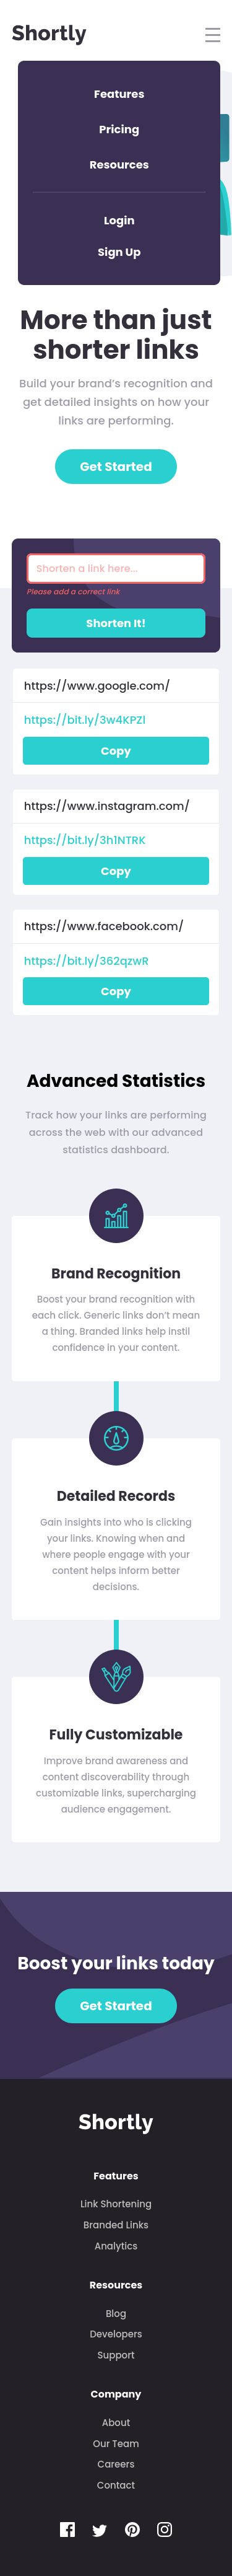 Shortly
Features
Pricing
Resources
Login
Sign Up
More than just
shorter links
Build your brand’s recognition and
get detailed insights on how your
links are performing.
Get Started
Shorten a link here...
Please add a correct link
Shorten It!
https://www.google.com/
https://bit.ly/3w4KPZl
Copy
https://www.instagram.com/
https://bit.ly/3h1NTRK
Copy
https://www.facebook.com/
https://bit.ly/362qzwR
Copy
Advanced Statistics
Track how your links are performing
across the web with our advanced
statistics dashboard.
Brand Recognition
Boost your brand recognition with
each click. Generic links don’t mean
a thing. Branded links help instil
confidence in your content.
Detailed Records
Gain insights into who is clicking
your links. Knowing when and
where people engage with your
content helps inform better
decisions.
Fully Customizable
Improve brand awareness and
content discoverability through
customizable links, supercharging
audience engagement.
Boost your links today
Get Started
Shortly
Features
Link Shortening
Branded Links
Analytics
Resources
Blog
Developers
Support
Company
About
Our Team
Careers
Contact